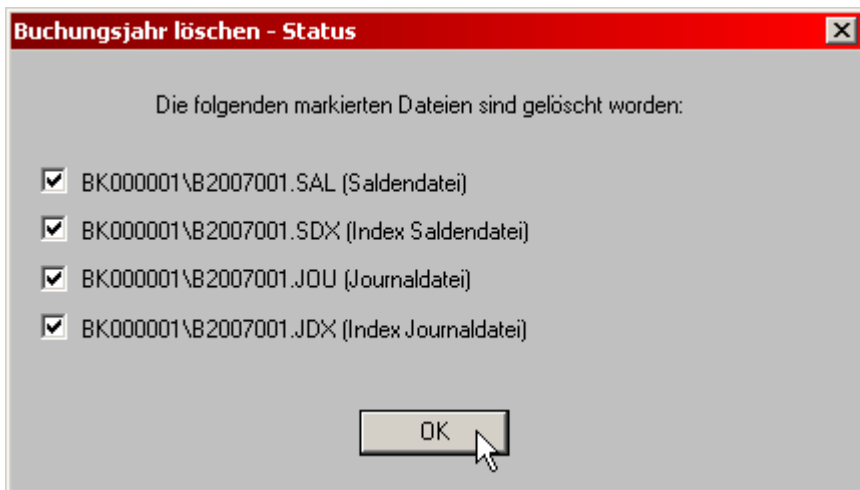 Buchungsjahr löschen - Status
Die folgenden markierten Dateien sind gelöscht worden:
BK000001\B2007001.SAL (Saldendatei)
BK000001\B2007001.SDX (Index Saldendatei)
BK000001\B2007001.JOU (Journaldatei)
BK000001\B2007001.JDX (Index Journaldatei)
OK